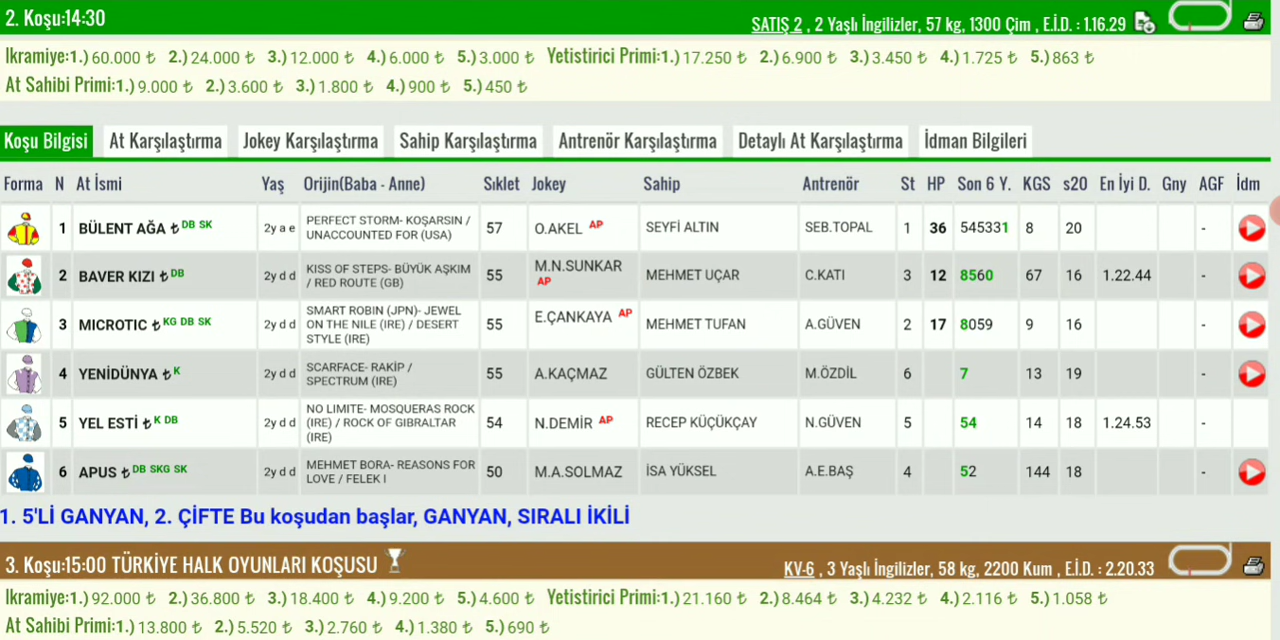 2. Koşu:14:30
SATIŞ 2 , 2 Yaşlı İngilizler, 57 kg, 1300 Çim , E.İ.D. : 1.16.29
İkramiye:1.) 60.000 ₺ 2.) 24.000 ₺ 3.) 12.000 ₺ 4.) 6.000 ₺ 5.) 3.000 ₺ Yetistirici Primi:1.) 17.250 ₺ 2.) 6.900 ₺ 3.) 3.450 ₺ 4.) 1.725 ₺ 5.) 863 ₺
At Sahibi Primi:1.) 9.000 ₺ 2.) 3.600 ₺ 3.) 1.800 ₺ 4.) 900 ₺ 5.) 450 ₺
Koşu Bilgisi At Karşılaştırma Jokey Karşılaştırma Sahip Karşılaştırma Antrenör Karşılaştırma Detaylı At Karşılaştırma İdman Bilgileri
Forma N At İsmi Yaş Orijin(Baba - Anne) Sıklet Jokey Sahip Antrenör St HP Son 6 Y. KGS s20 En İyi D. Gny AGF İdm
1 BÜLENT AĞA ₺ DB SK 2y a e PERFECT STORM- KOŞARSIN / UNACCOUNTED FOR (USA) 57 O.AKEL AP SEYFİ ALTIN SEB.TOPAL 1 36 545331 8 20 -
2 BAVER KIZI ₺ DB 2y d d KISS OF STEPS- BÜYÜK AŞKIM / RED ROUTE (GB) 55 M.N.SUNKAR AP MEHMET UÇAR C.KATI 3 12 8560 67 16 1.22.44 -
3 MICROTIC ₺ KG DB SK 2y d d SMART ROBIN (JPN)- JEWEL ON THE NILE (IRE) / DESERT STYLE (IRE) 55 E.ÇANKAYA AP MEHMET TUFAN A.GÜVEN 2 17 8059 9 16 -
4 YENİDÜNYA ₺ K 2y d d SCARFACE- RAKİP / SPECTRUM (IRE) 55 A.KAÇMAZ GÜLTEN ÖZBEK M.ÖZDİL 6 7 13 19 -
5 YEL ESTİ ₺ K DB 2y d d NO LIMITE- MOSQUERAS ROCK (IRE) / ROCK OF GIBRALTAR (IRE) 54 N.DEMİR AP RECEP KÜÇÜKÇAY N.GÜVEN 5 54 14 18 1.24.53 -
6 APUS ₺ DB SKG SK 2y d d MEHMET BORA- REASONS FOR LOVE / FELEK I 50 M.A.SOLMAZ İSA YÜKSEL A.E.BAŞ 4 52 144 18 -
1. 5'Lİ GANYAN, 2. ÇİFTE Bu koşudan başlar, GANYAN, SIRALI İKİLİ
3. Koşu:15:00 TÜRKİYE HALK OYUNLARI KOŞUSU
KV-6 , 3 Yaşlı İngilizler, 58 kg, 2200 Kum , E.İ.D. : 2.20.33
İkramiye:1.) 92.000 ₺ 2.) 36.800 ₺ 3.) 18.400 ₺ 4.) 9.200 ₺ 5.) 4.600 ₺ Yetistirici Primi:1.) 21.160 ₺ 2.) 8.464 ₺ 3.) 4.232 ₺ 4.) 2.116 ₺ 5.) 1.058 ₺
At Sahibi Primi:1.) 13.800 ₺ 2.) 5.520 ₺ 3.) 2.760 ₺ 4.) 1.380 ₺ 5.) 690 ₺